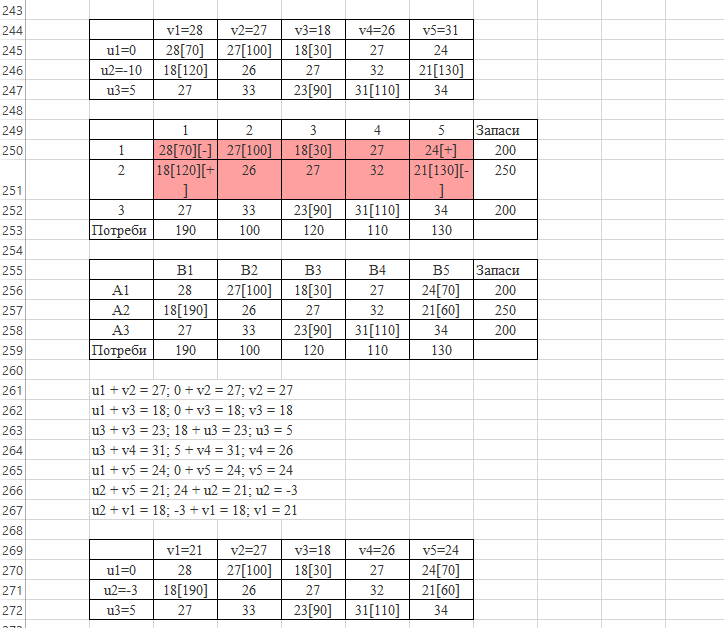 243
244 v1=28 v2=27 v3=18 v4=26 v5=31
245 u1=0 28[70] 27[100] 18[30] 27 24
246 u2=-10 18[120] 26 27 32 21[130]
247 u3=5 27 33 23[90] 31[110] 34
248
249 1 2 3 4 5 Запаси
250 1 28[70][-] 27[100] 18[30] 27 24[+] 200
2 18[120][+ 26 27 32 21[130][- 250
251 ] ]
252 3 27 33 23[90] 31[110] 34 200
253 Потреби 190 100 120 110 130
254
255 B1 B2 B3 B4 B5 Запаси
256 A1 28 27[100] 18[30] 27 24[70] 200
257 A2 18[190] 26 27 32 21[60] 250
258 A3 27 33 23[90] 31[110] 34 200
259 Потреби 190 100 120 110 130
260
261 u1 + v2 = 27; 0 + v2 = 27; v2 = 27
262 u1 + v3 = 18; 0 + v3 = 18; v3 = 18
263 u3 + v3 = 23; 18 + u3 = 23; u3 = 5
264 u3 + v4 = 31; 5 + v4 = 31; v4 = 26
265 u1 + v5 = 24; 0 + v5 = 24; v5 = 24
266 u2 + v5 = 21; 24 + u2 = 21; u2 = -3
267 u2 + v1 = 18; -3 + v1 = 18; v1 = 21
268
269 v1=21 v2=27 v3=18 v4=26 v5=24
270 u1=0 28 27[100] 18[30] 27 24[70]
271 u2=-3 18[190] 26 27 32 21[60]
272 u3=5 27 33 23[90] 31[110] 34